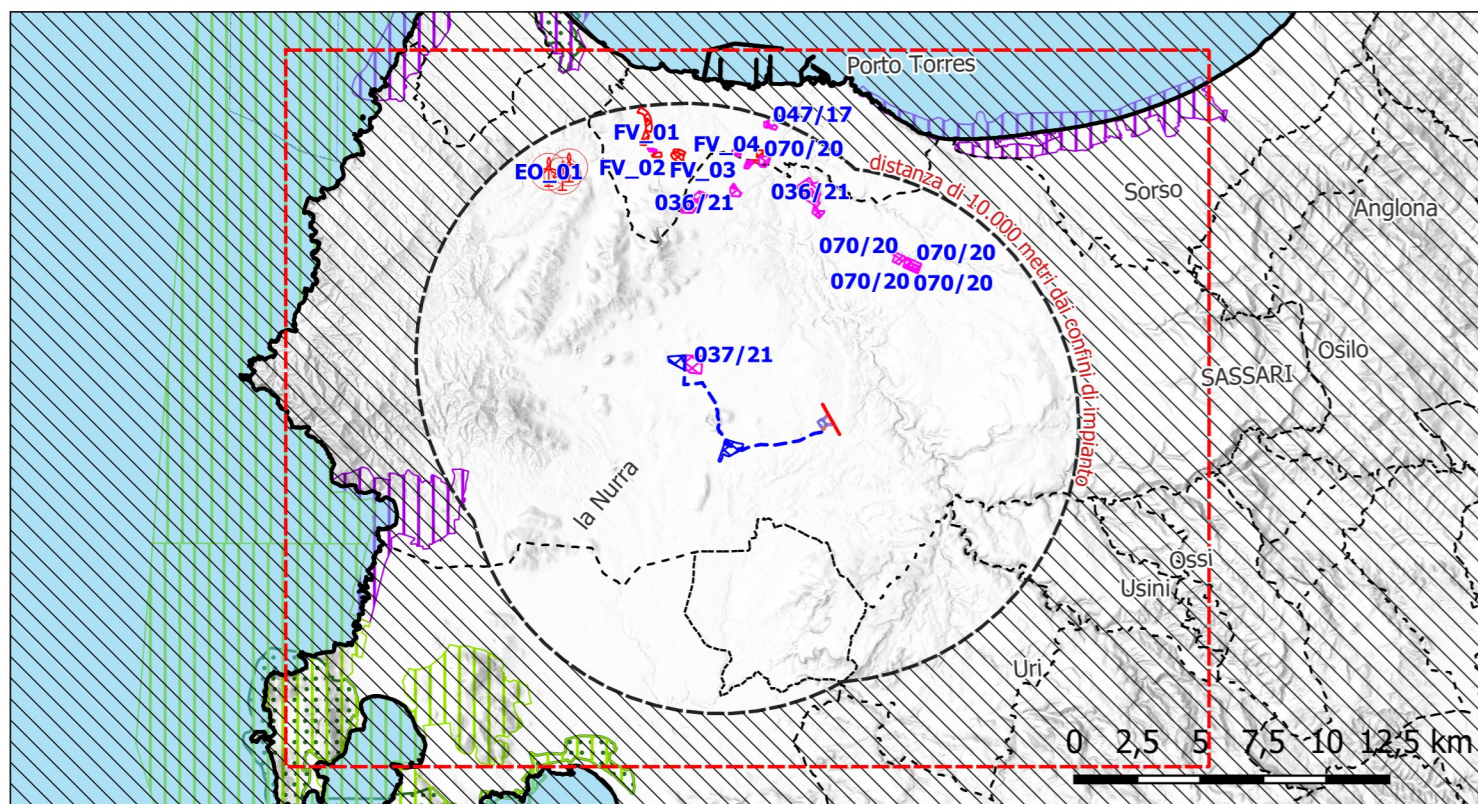 Porto Torres
047/17
FV_01
FV_04
070/20
EO_01
FV_02
FV_03
distanza di 10.000 metri dai confini di impianto
036/21
036/21
Sorso
Anglona
070/20
070/20
070/20
070/20
Osilo
037/21
SASSARI
la Nurra
Ossi
Usini
Uri
0 2,5 5 7,5 10 12,5 km